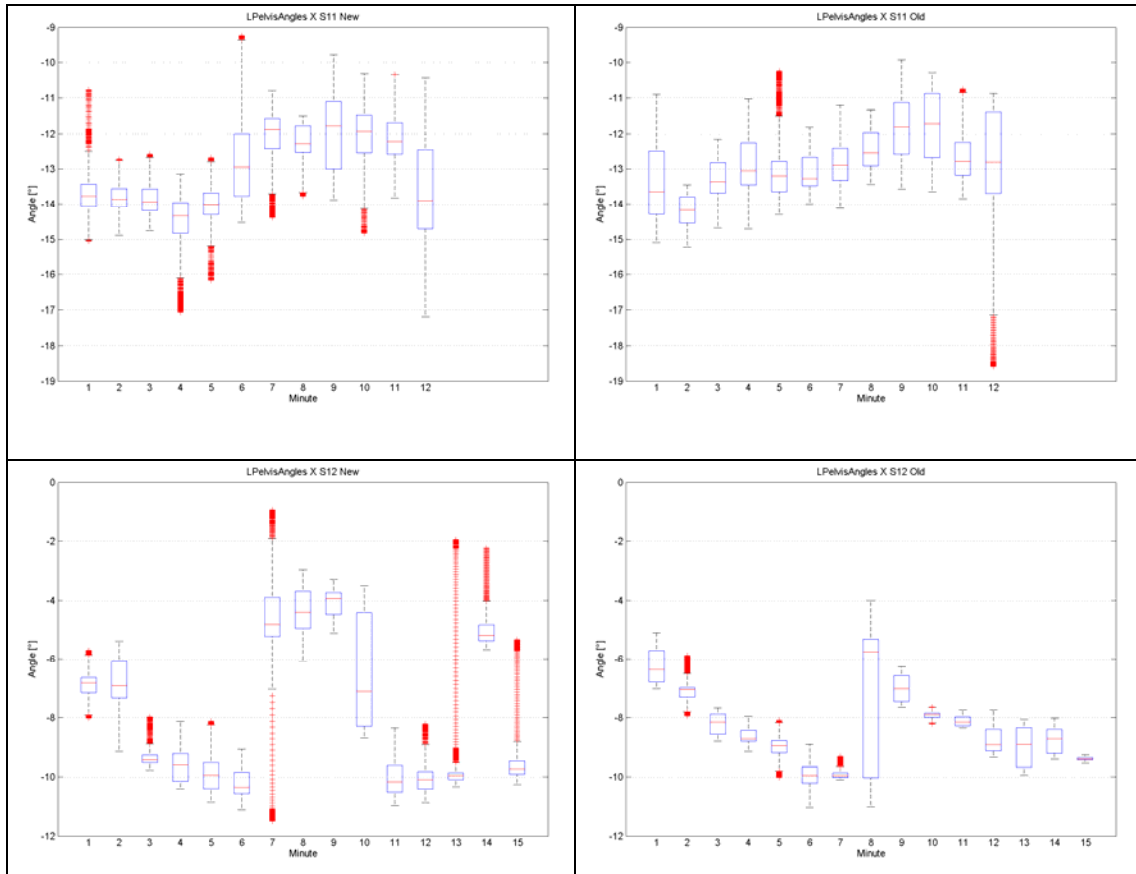 LPelvisAngles X S11 New
-9
-10
-11
-12
-13
-14
-15
-16
-17
-18
-19
Angle [°]
1 2 3 4 5 6 7 8 9 10 11 12
Minute
LPelvisAngles X S11 Old
-9
-10
-11
-12
-13
-14
-15
-16
-17
-18
-19
Angle [°]
1 2 3 4 5 6 7 8 9 10 11 12
Minute
LPelvisAngles X S12 New
0
-2
-4
-6
-8
-10
-12
Angle [°]
1 2 3 4 5 6 7 8 9 10 11 12 13 14 15
Minute
LPelvisAngles X S12 Old
0
-2
-4
-6
-8
-10
-12
Angle [°]
1 2 3 4 5 6 7 8 9 10 11 12 13 14 15
Minute